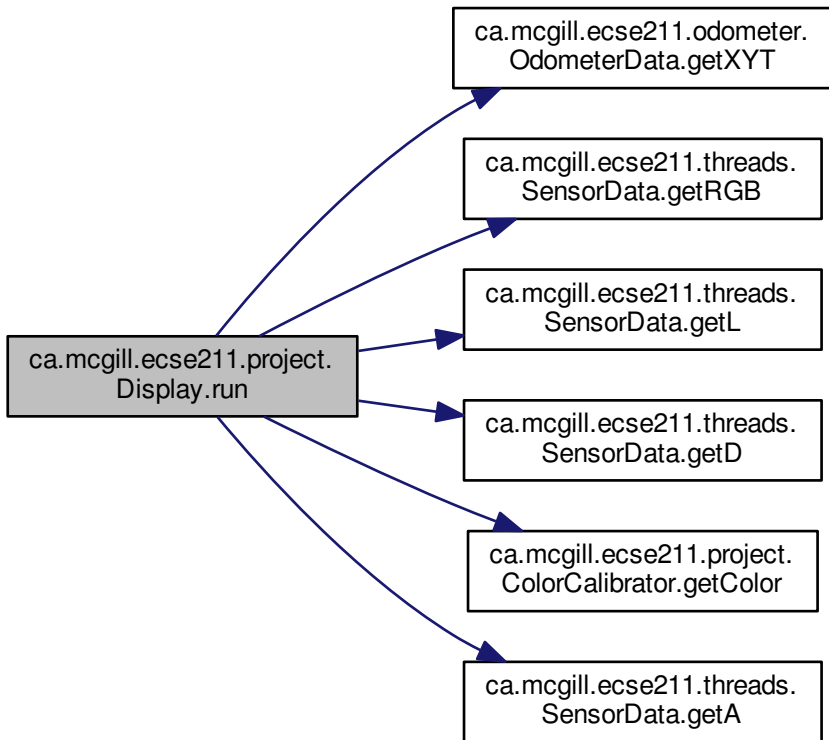 ca.mcgill.ecse211.odometer.
OdometerData.getXYT
ca.mcgill.ecse211.threads.
SensorData.getRGB
ca.mcgill.ecse211.threads.
SensorData.getL
ca.mcgill.ecse211.project.
Display.run
ca.mcgill.ecse211.threads.
SensorData.getD
ca.mcgill.ecse211.project.
ColorCalibrator.getColor
ca.mcgill.ecse211.threads.
SensorData.getA